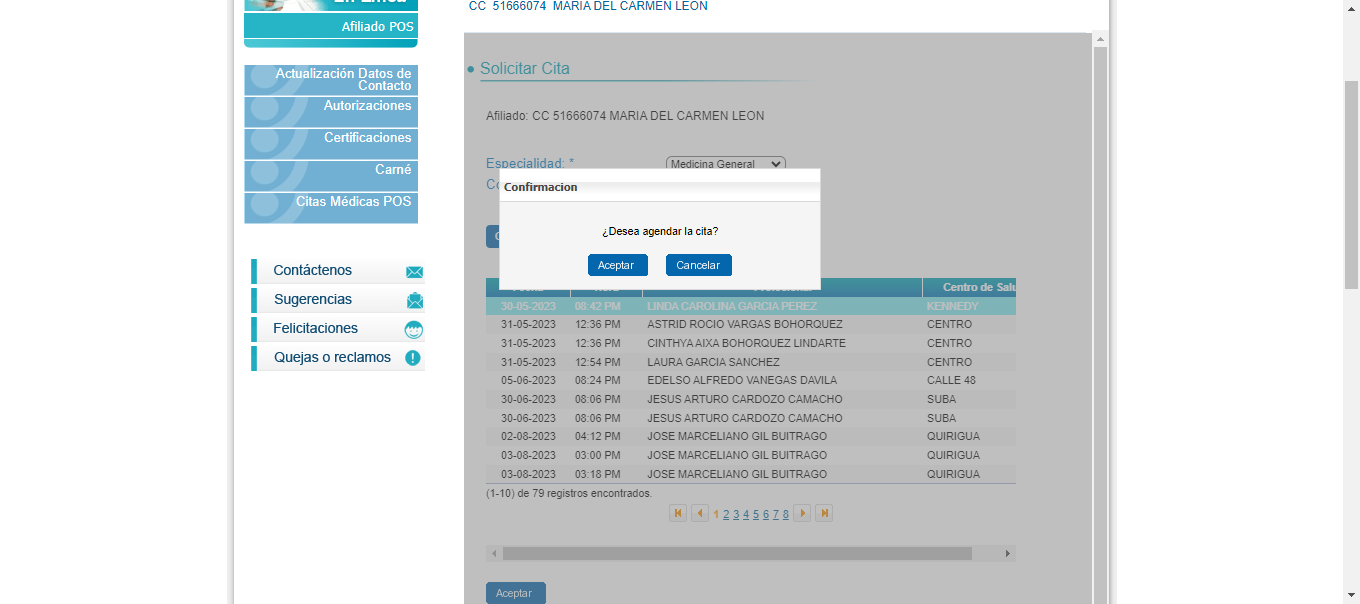 En Línea
CC 51666074 MARIA DEL CARMEN LEON
Afiliado POS
Actualización Datos de
Contacto
Autorizaciones
Certificaciones
Carné
Citas Médicas POS
Contáctenos
Sugerencias
Felicitaciones
Quejas o reclamos
Solicitar Cita
Afiliado: CC 51666074 MARIA DEL CARMEN LEON
Especialidad: * Medicina General
Confirmacion
¿Desea agendar la cita?
Aceptar Cancelar
Centro de Salu
30-05-2023 08:42 PM LINDA CAROLINA GARCIA PEREZ KENNEDY
31-05-2023 12:36 PM ASTRID ROCIO VARGAS BOHORQUEZ CENTRO
31-05-2023 12:36 PM CINTHYA AIXA BOHORQUEZ LINDARTE CENTRO
31-05-2023 12:54 PM LAURA GARCIA SANCHEZ CENTRO
05-06-2023 08:24 PM EDELSO ALFREDO VANEGAS DAVILA CALLE 48
30-06-2023 08:06 PM JESUS ARTURO CARDOZO CAMACHO SUBA
30-06-2023 08:06 PM JESUS ARTURO CARDOZO CAMACHO SUBA
02-08-2023 04:12 PM JOSE MARCELIANO GIL BUITRAGO QUIRIGUA
03-08-2023 03:00 PM JOSE MARCELIANO GIL BUITRAGO QUIRIGUA
03-08-2023 03:18 PM JOSE MARCELIANO GIL BUITRAGO QUIRIGUA
(1-10) de 79 registros encontrados.
1 2 3 4 5 6 7 8
Aceptar